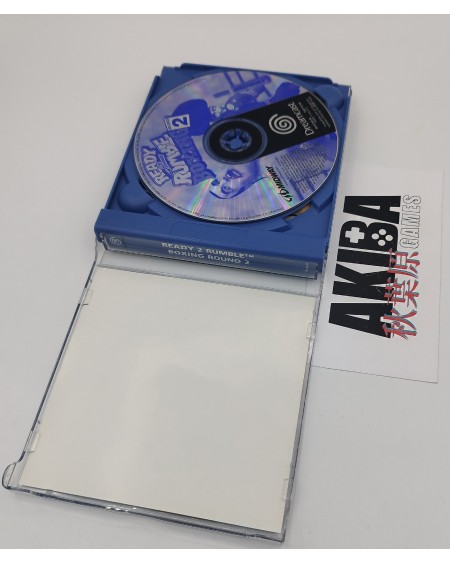 READY
2
RUMBLE
BOXING
2
Dreamcast
MIDWAY
READY 2 RUMBLE™
BOXING ROUND 2
AKIBA
GAMES
秋葉原